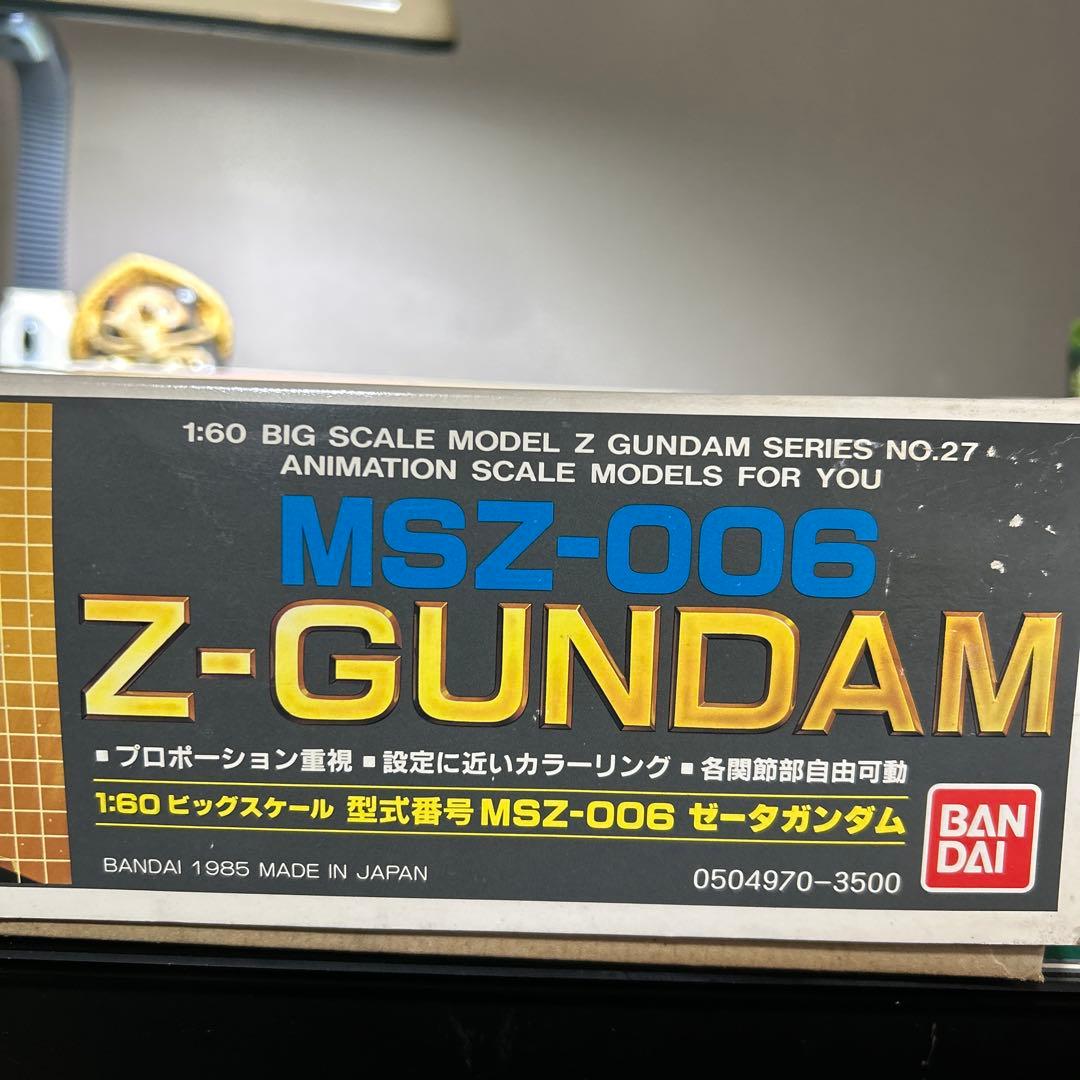 1:60 BIG SCALE MODEL Z GUNDAM SERIES NO.27
ANIMATION SCALE MODELS FOR YOU
MSZ-006
Z-GUNDAM
■プロポーション重視 ■設定に近いカラーリング ■各関節部自由可動
1:60 ビッグスケール 型式番号 MSZ-006 ゼータガンダム
BAN
DAI
BANDAI 1985 MADE IN JAPAN
0504970-3500